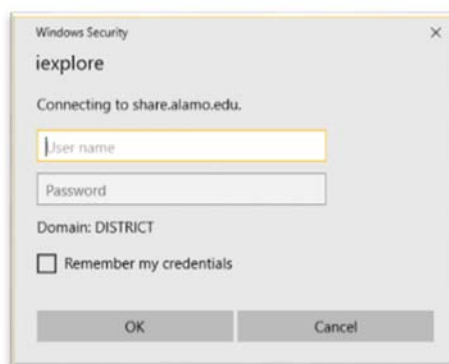 Windows Security
iexplore
Connecting to share.alamo.edu.
User name
Password
Domain: DISTRICT
Remember my credentials
OK
Cancel